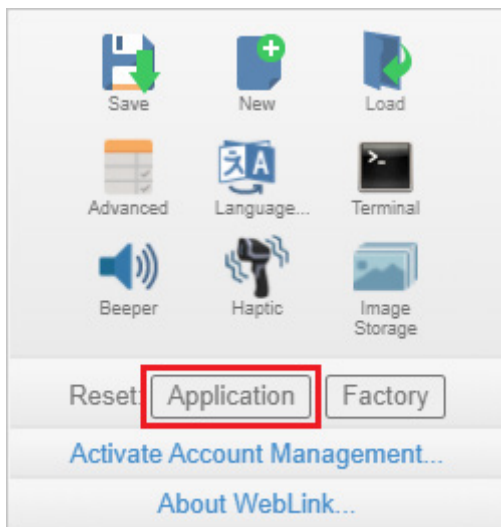 Save New Load
Advanced Language... Terminal
Beeper Haptic Image
Storage
Reset: Application Factory
Activate Account Management...
About WebLink...